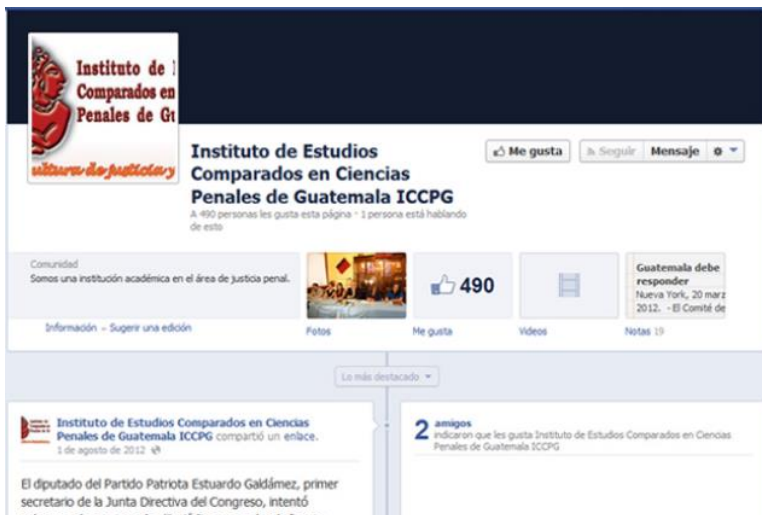 Instituto de
Comparados en
Penales de
ultura de justicia y
Instituto de Estudios
Comparados en Ciencias
Penales de Guatemala ICCPG
A 490 personas les gusta esta página · 1 persona está hablando
de esto
Me gusta
Seguir
Mensaje
Comunidad
Somos una institución académica en el área de justicia penal.
Información - Sugerir una edición
Fotos
490
Me gusta
Videos
Guatemala debe
responder
Nueva York, 20 marz
2012. - El Comité de
Notas 19
Lo más destacado
Instituto de Estudios Comparados en Ciencias
Penales de Guatemala ICCPG compartió un enlace.
1 de agosto de 2012
El diputado del Partido Patriota Estuardo Galdámez, primer
secretario de la Junta Directiva del Congreso, intentó
2 amigos
indicaron que les gusta Instituto de Estudios Comparados en Ciencias
Penales de Guatemala ICCPG